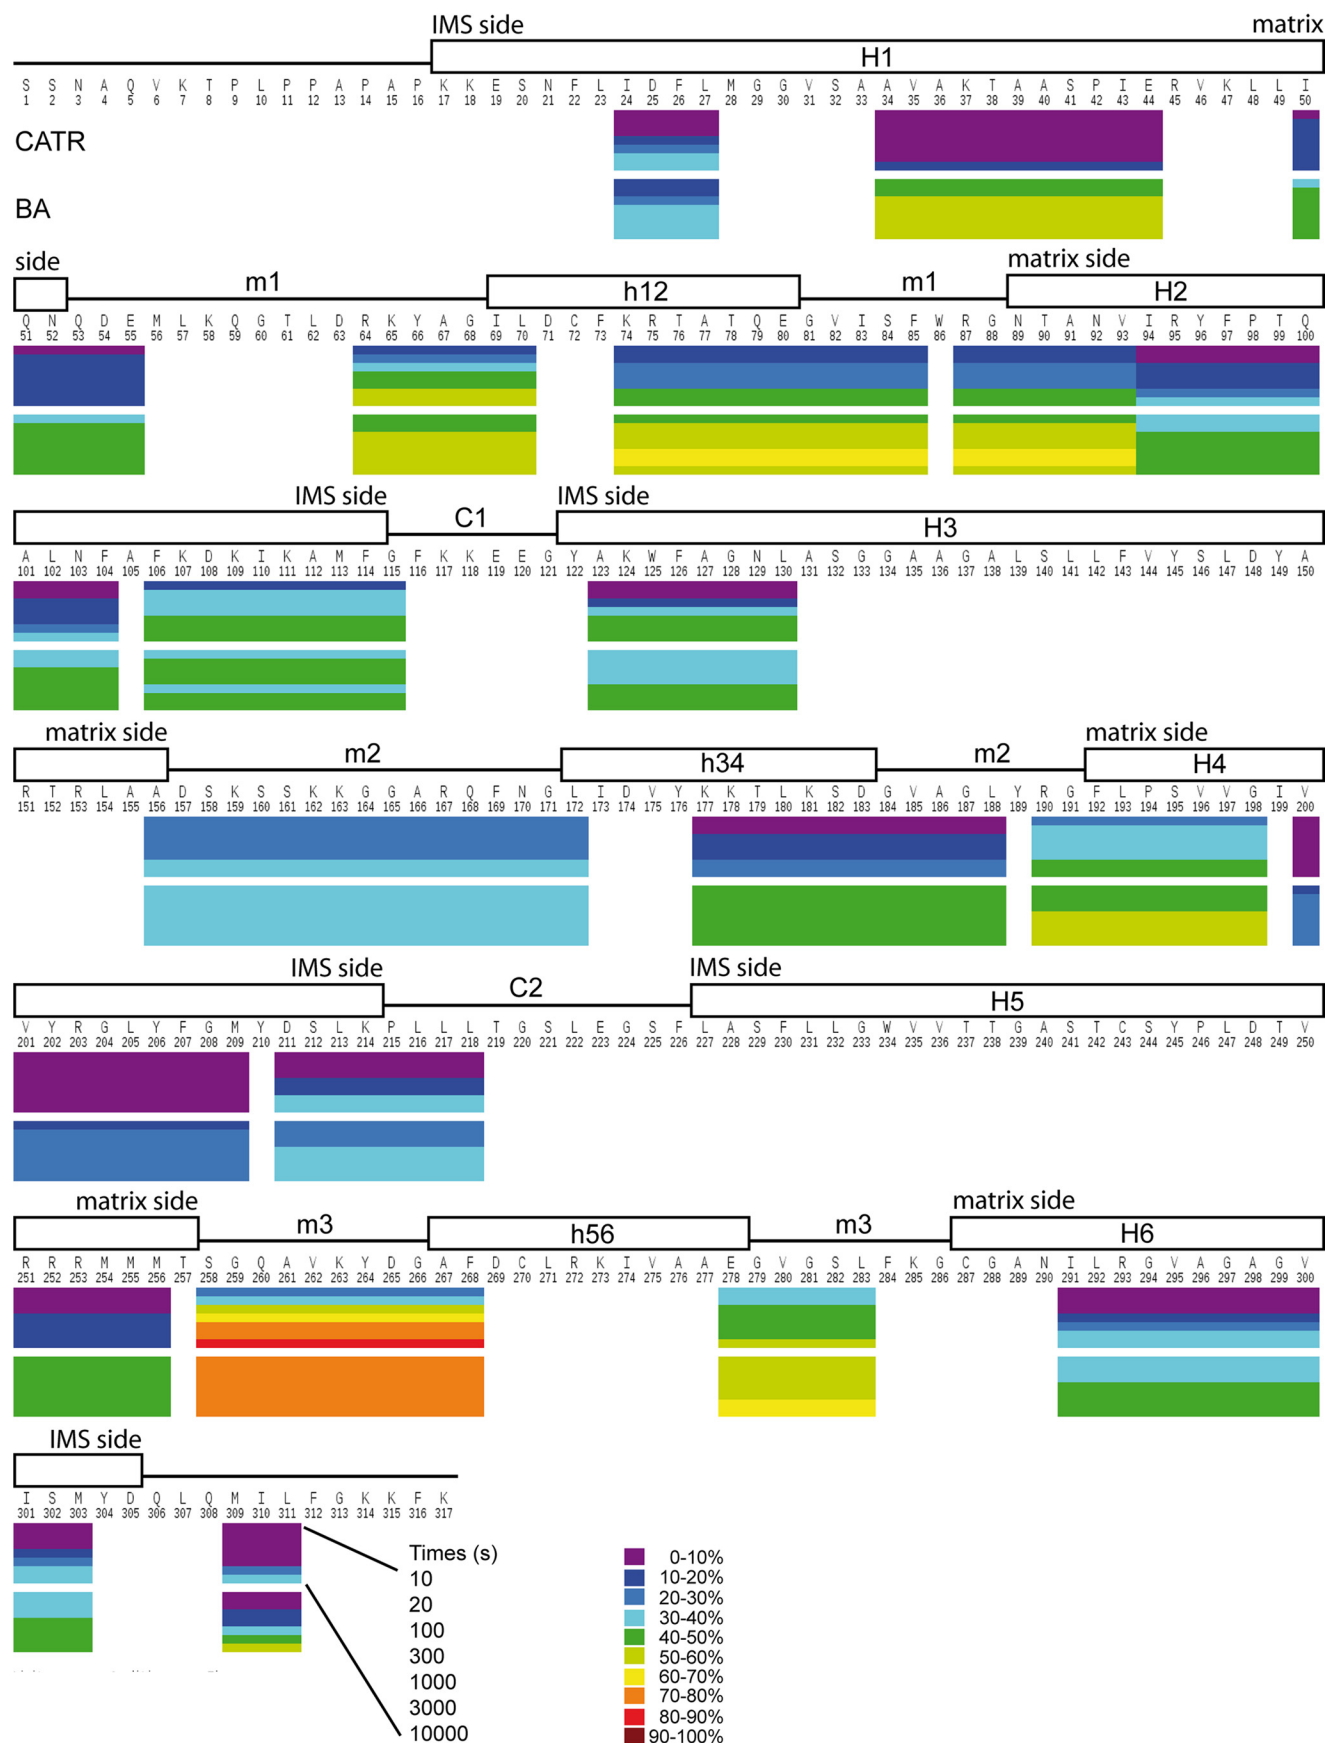 IMS side matrix
H1
S S N A Q V K T P L P P A P A P K K E S N F L I D F L M G G V S A A V A K T A A S P I E R V K L L I
1 2 3 4 5 6 7 8 9 10 11 12 13 14 15 16 17 18 19 20 21 22 23 24 25 26 27 28 29 30 31 32 33 34 35 36 37 38 39 40 41 42 43 44 45 46 47 48 49 50
CATR
BA
side m1 h12 m1 matrix side H2
Q N Q D E M L K Q G T L D R K Y A G I L D C F K R T A T Q E G V I S F W R G N T A N V I R Y F P T Q
51 52 53 54 55 56 57 58 59 60 61 62 63 64 65 66 67 68 69 70 71 72 73 74 75 76 77 78 79 80 81 82 83 84 85 86 87 88 89 90 91 92 93 94 95 96 97 98 99 100
IMS side C1 IMS side H3
A L N F A F K D K I K A M F G F K K E E G Y A K W F A G N L A S G G A A G A L S L L F V Y S L D Y A
101 102 103 104 105 106 107 108 109 110 111 112 113 114 115 116 117 118 119 120 121 122 123 124 125 126 127 128 129 130 131 132 133 134 135 136 137 138 139 140 141 142 143 144 145 146 147 148 149 150
matrix side m2 h34 m2 matrix side H4
R T R L A A D S K S S K K G G A R Q F N G L I D V Y K K T L K S D G V A G L Y R G F L P S V V G I V
151 152 153 154 155 156 157 158 159 160 161 162 163 164 165 166 167 168 169 170 171 172 173 174 175 176 177 178 179 180 181 182 183 184 185 186 187 188 189 190 191 192 193 194 195 196 197 198 199 200
IMS side C2 IMS side H5
V Y R G L Y F G M Y D S L K P L L L T G S L E G S F L A S F L L G W V V T T G A S T C S Y P L D T V
201 202 203 204 205 206 207 208 209 210 211 212 213 214 215 216 217 218 219 220 221 222 223 224 225 226 227 228 229 230 231 232 233 234 235 236 237 238 239 240 241 242 243 244 245 246 247 248 249 250
matrix side m3 h56 m3 matrix side H6
R R R M M M T S G Q A V K Y D G A F D C L R K I V A A E G V G S L F K G C G A N I L R G V A G A G V
251 252 253 254 255 256 257 258 259 260 261 262 263 264 265 266 267 268 269 270 271 272 273 274 275 276 277 278 279 280 281 282 283 284 285 286 287 288 289 290 291 292 293 294 295 296 297 298 299 300
IMS side
I S M Y D Q L Q M I L F G K K F K
301 302 303 304 305 306 307 308 309 310 311 312 313 314 315 316 317
Times (s)
10
20
100
300
1000
3000
10000
0-10%
10-20%
20-30%
30-40%
40-50%
50-60%
60-70%
70-80%
80-90%
90-100%